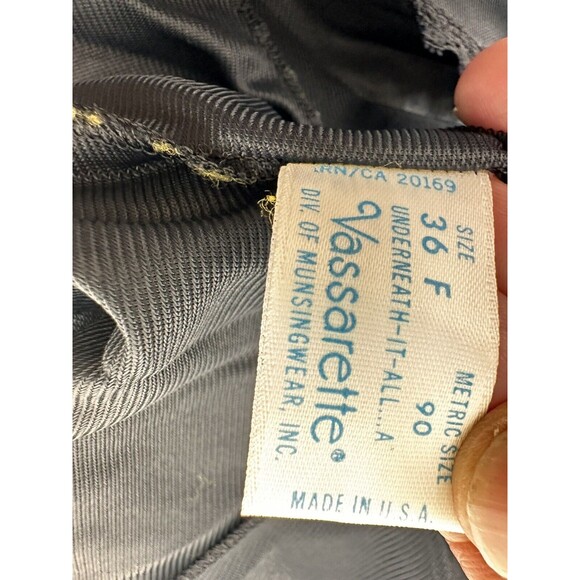 RN/CA 20169
SIZE METRIC SIZE
36 F 90
UNDERNEATH-IT-ALL...A
Vassarette®
DIV. OF MUNSINGWEAR, INC.
MADE IN U.S.A.